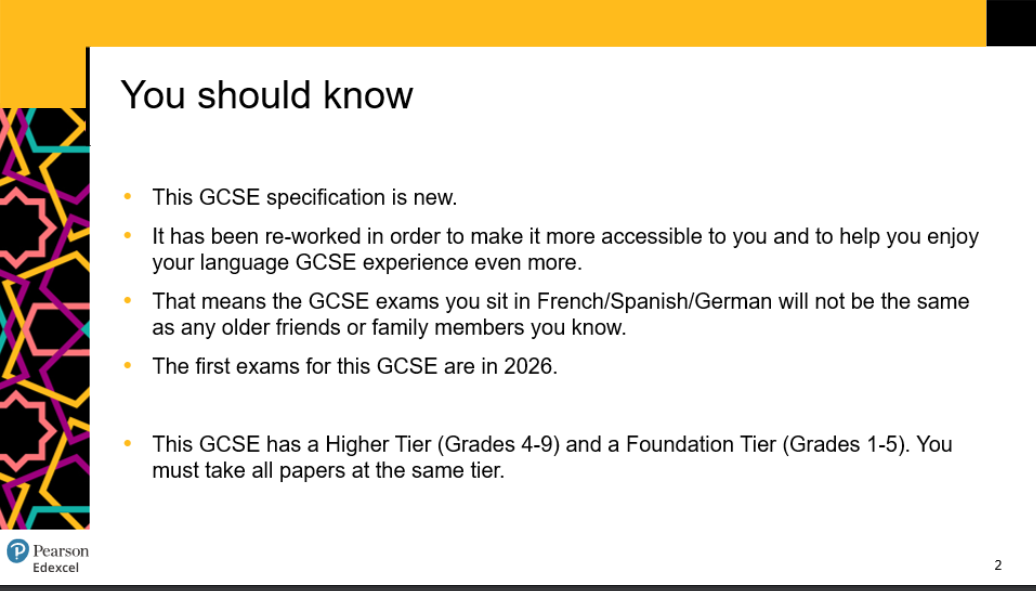 You should know
• This GCSE specification is new.
• It has been re-worked in order to make it more accessible to you and to help you enjoy
your language GCSE experience even more.
• That means the GCSE exams you sit in French/Spanish/German will not be the same
as any older friends or family members you know.
• The first exams for this GCSE are in 2026.
• This GCSE has a Higher Tier (Grades 4-9) and a Foundation Tier (Grades 1-5). You
must take all papers at the same tier.
P Pearson
Edexcel
2